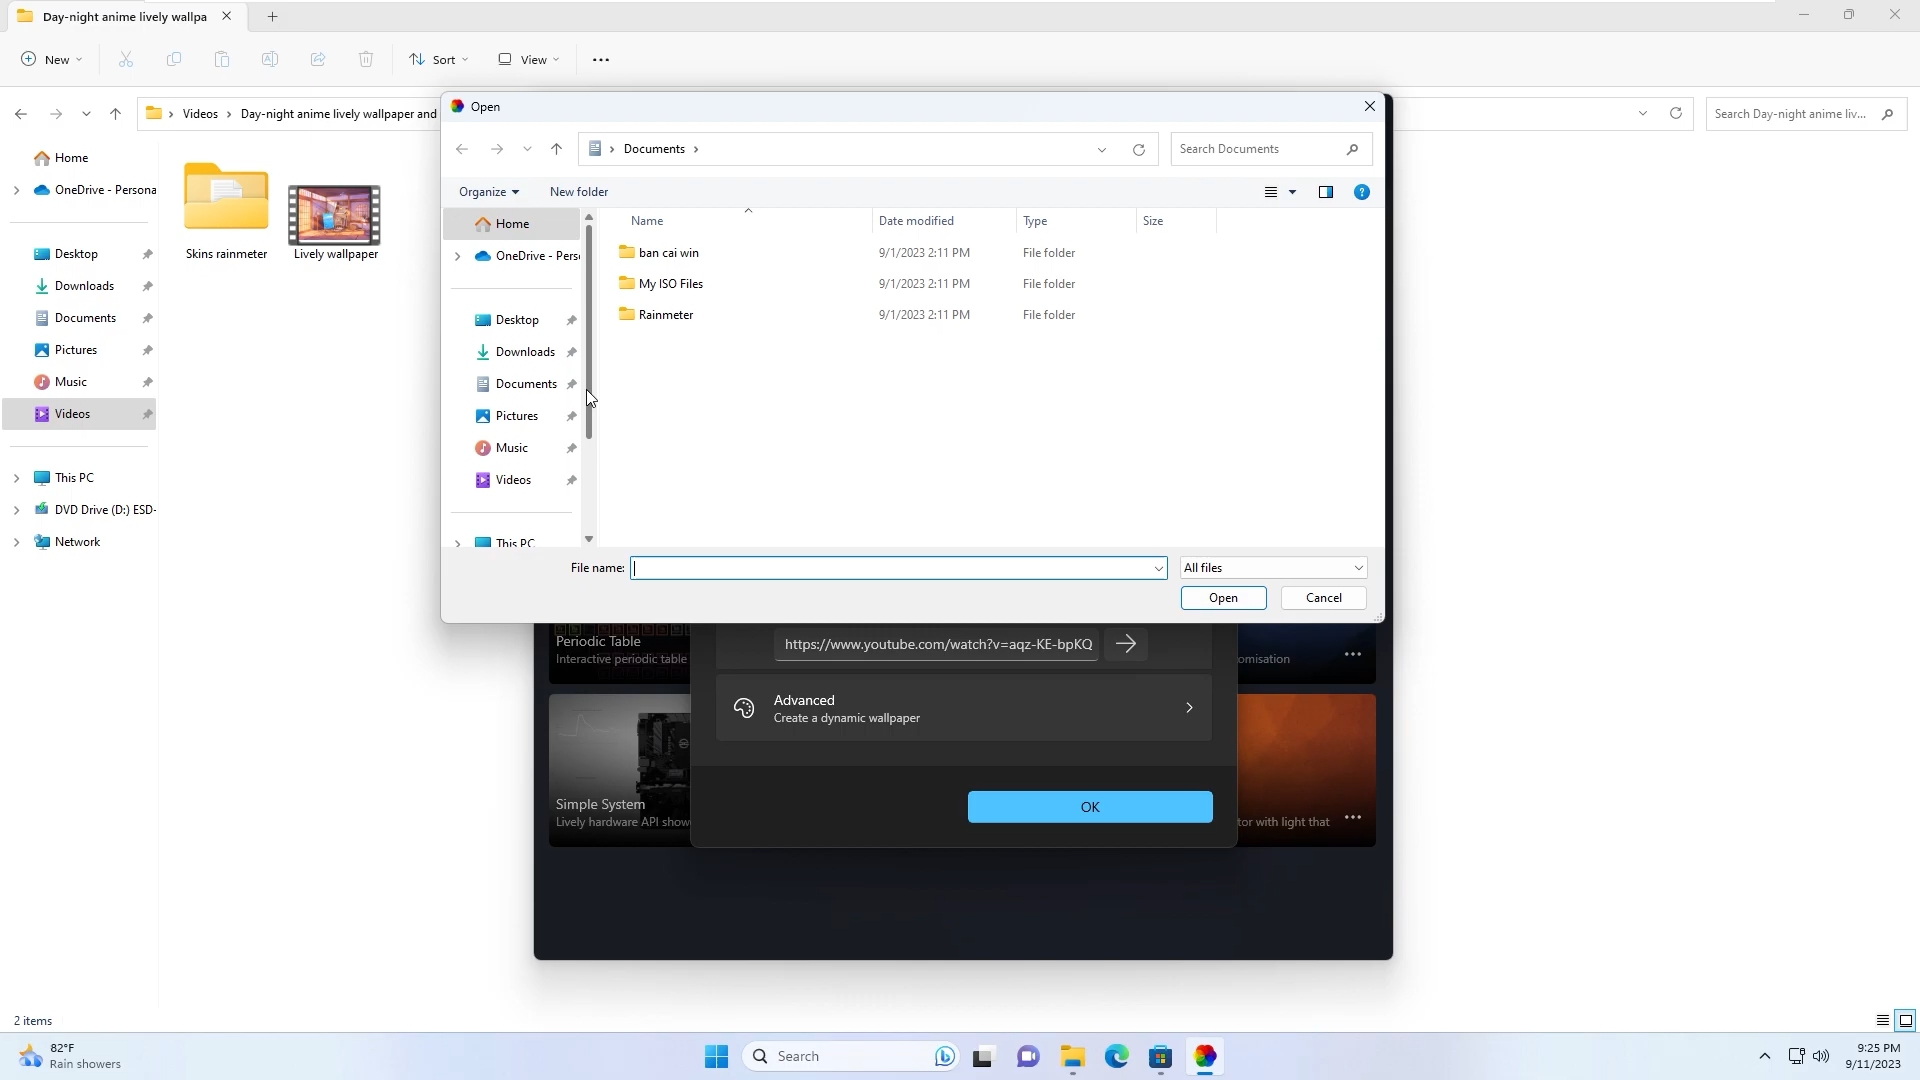 Day-night anime lively wallpa
New
Sort
View
Videos
Day-night anime lively wallpaper and
Search Day-night anime liv...
Home
OneDrive - Persona
Desktop
Downloads
Documents
Pictures
Music
Videos
This PC
DVD Drive (D:) ESD-
Network
Skins rainmeter
Lively wallpaper
Open
Documents
Search Documents
Organize
New folder
Home
OneDrive - Perso
Desktop
Downloads
Documents
Pictures
Music
Videos
This PC
Name Date modified Type Size
ban cai win 9/1/2023 2:11 PM File folder
My ISO Files 9/1/2023 2:11 PM File folder
Rainmeter 9/1/2023 2:11 PM File folder
File name:
All files
Open
Cancel
Periodic Table
Interactive periodic table
https://www.youtube.com/watch?v=aqz-KE-bpKQ
omisation
Advanced
Create a dynamic wallpaper
Simple System
Lively hardware API show
OK
tor with light that
2 items
82°F
Rain showers
Search
9:25 PM
9/11/2023